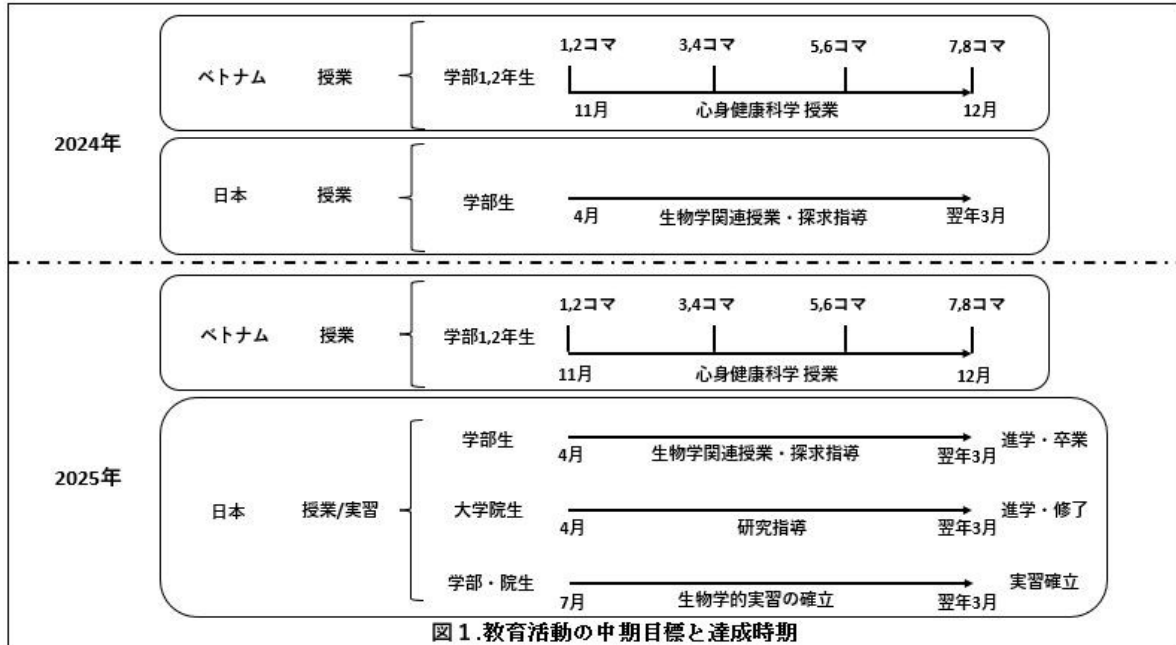 2024年
ベトナム 授業 学部1,2年生
1,2コマ 3,4コマ 5,6コマ 7,8コマ
11月 心身健康科学 授業 12月
日本 授業 学部生
4月 生物学関連授業・探求指導 翌年3月
2025年
ベトナム 授業 学部1,2年生
1,2コマ 3,4コマ 5,6コマ 7,8コマ
11月 心身健康科学 授業 12月
日本 授業/実習
学部生 4月 生物学関連授業・探求指導 翌年3月 進学・卒業
大学院生 4月 研究指導 翌年3月 進学・修了
学部・院生 7月 生物学的実習の確立 翌年3月 実習確立
図1.教育活動の中期目標と達成時期